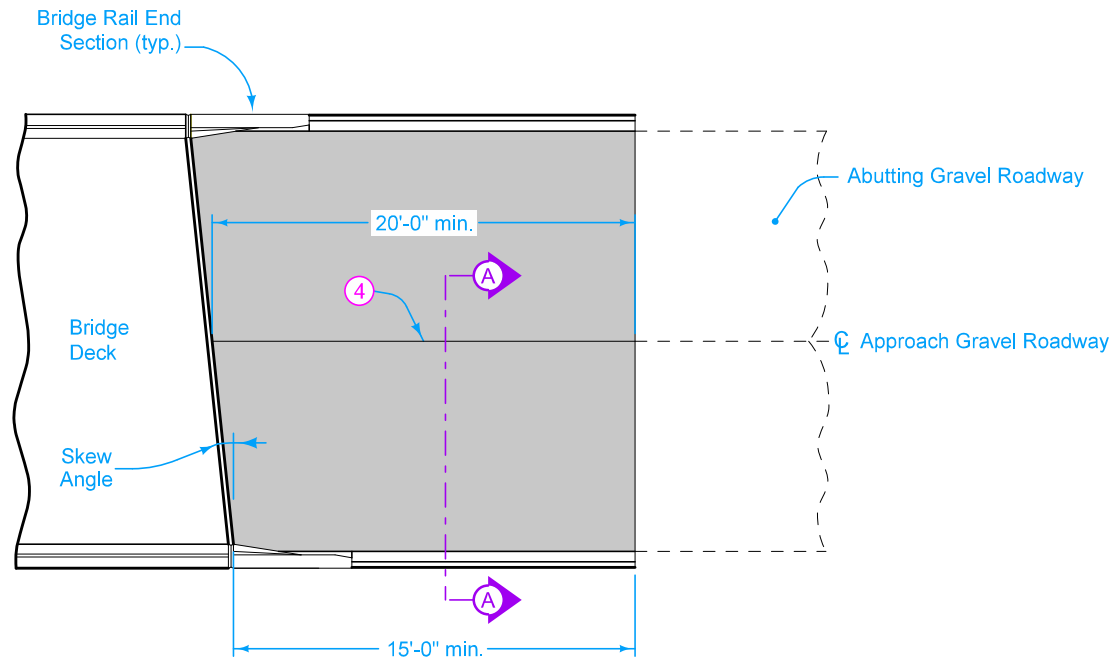 Bridge Rail End
Section (typ.)
Abutting Gravel Roadway
20'-0" min.
A
4
Bridge
Deck
℄ Approach Gravel Roadway
Skew
Angle
A
15'-0" min.